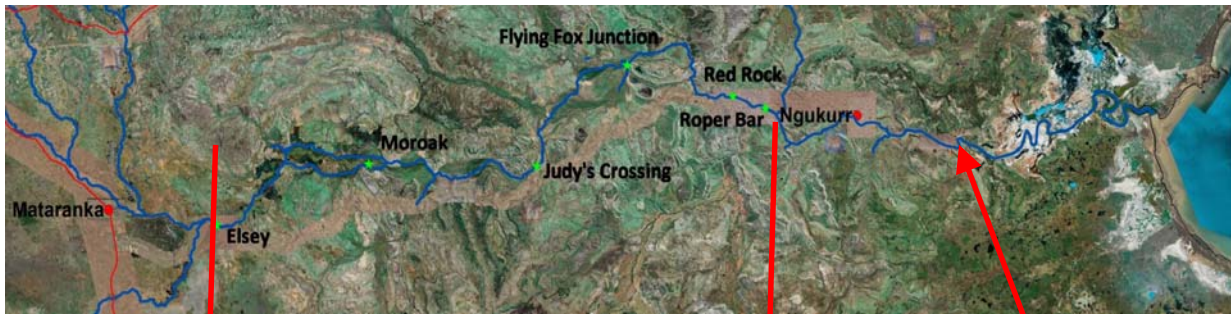 Flying Fox Junction
Red Rock
Roper Bar
Ngukurr
Moroak
Judy's Crossing
Mataranka
Elsey